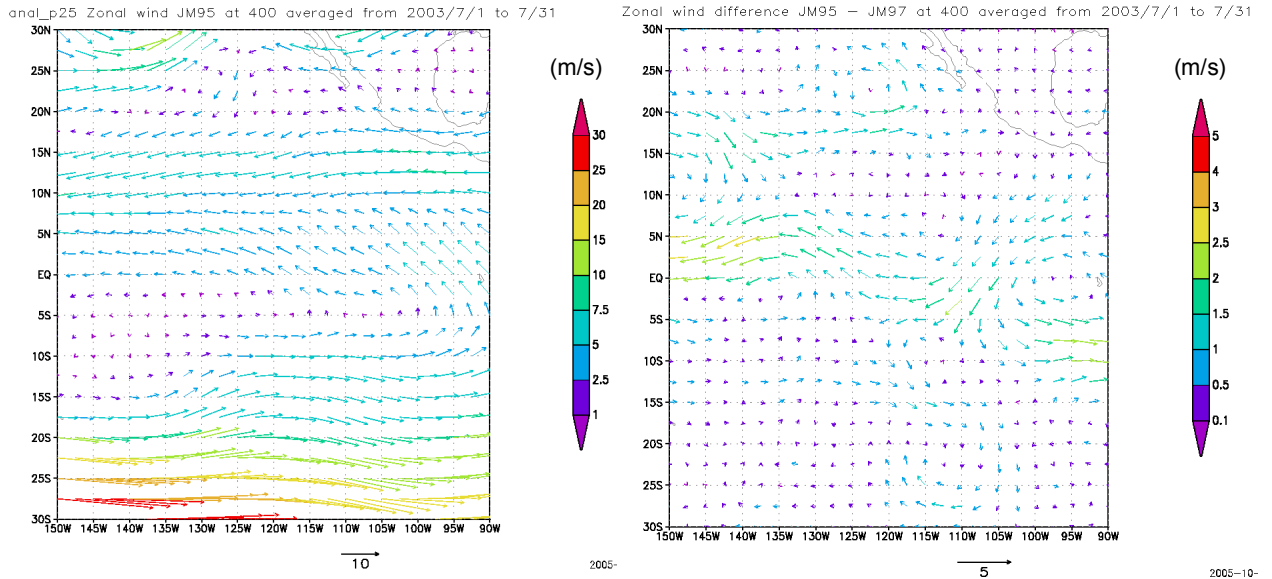 anal_p25 Zonal wind JM95 at 400 averaged from 2003/7/1 to 7/31
(m/s)
30N
25N
20N
15N
10N
5N
EQ
5S
10S
15S
20S
25S
30S
150W 145W 140W 135W 130W 125W 120W 115W 110W 105W 100W 95W 90W
30
25
20
15
10
7.5
5
2.5
1
10
2005-
Zonal wind difference JM95 − JM97 at 400 averaged from 2003/7/1 to 7/31
(m/s)
30N
25N
20N
15N
10N
5N
EQ
5S
10S
15S
20S
25S
30S
150W 145W 140W 135W 130W 125W 120W 115W 110W 105W 100W 95W 90W
5
4
3
2.5
2
1.5
1
0.5
0.1
5
2005-10-